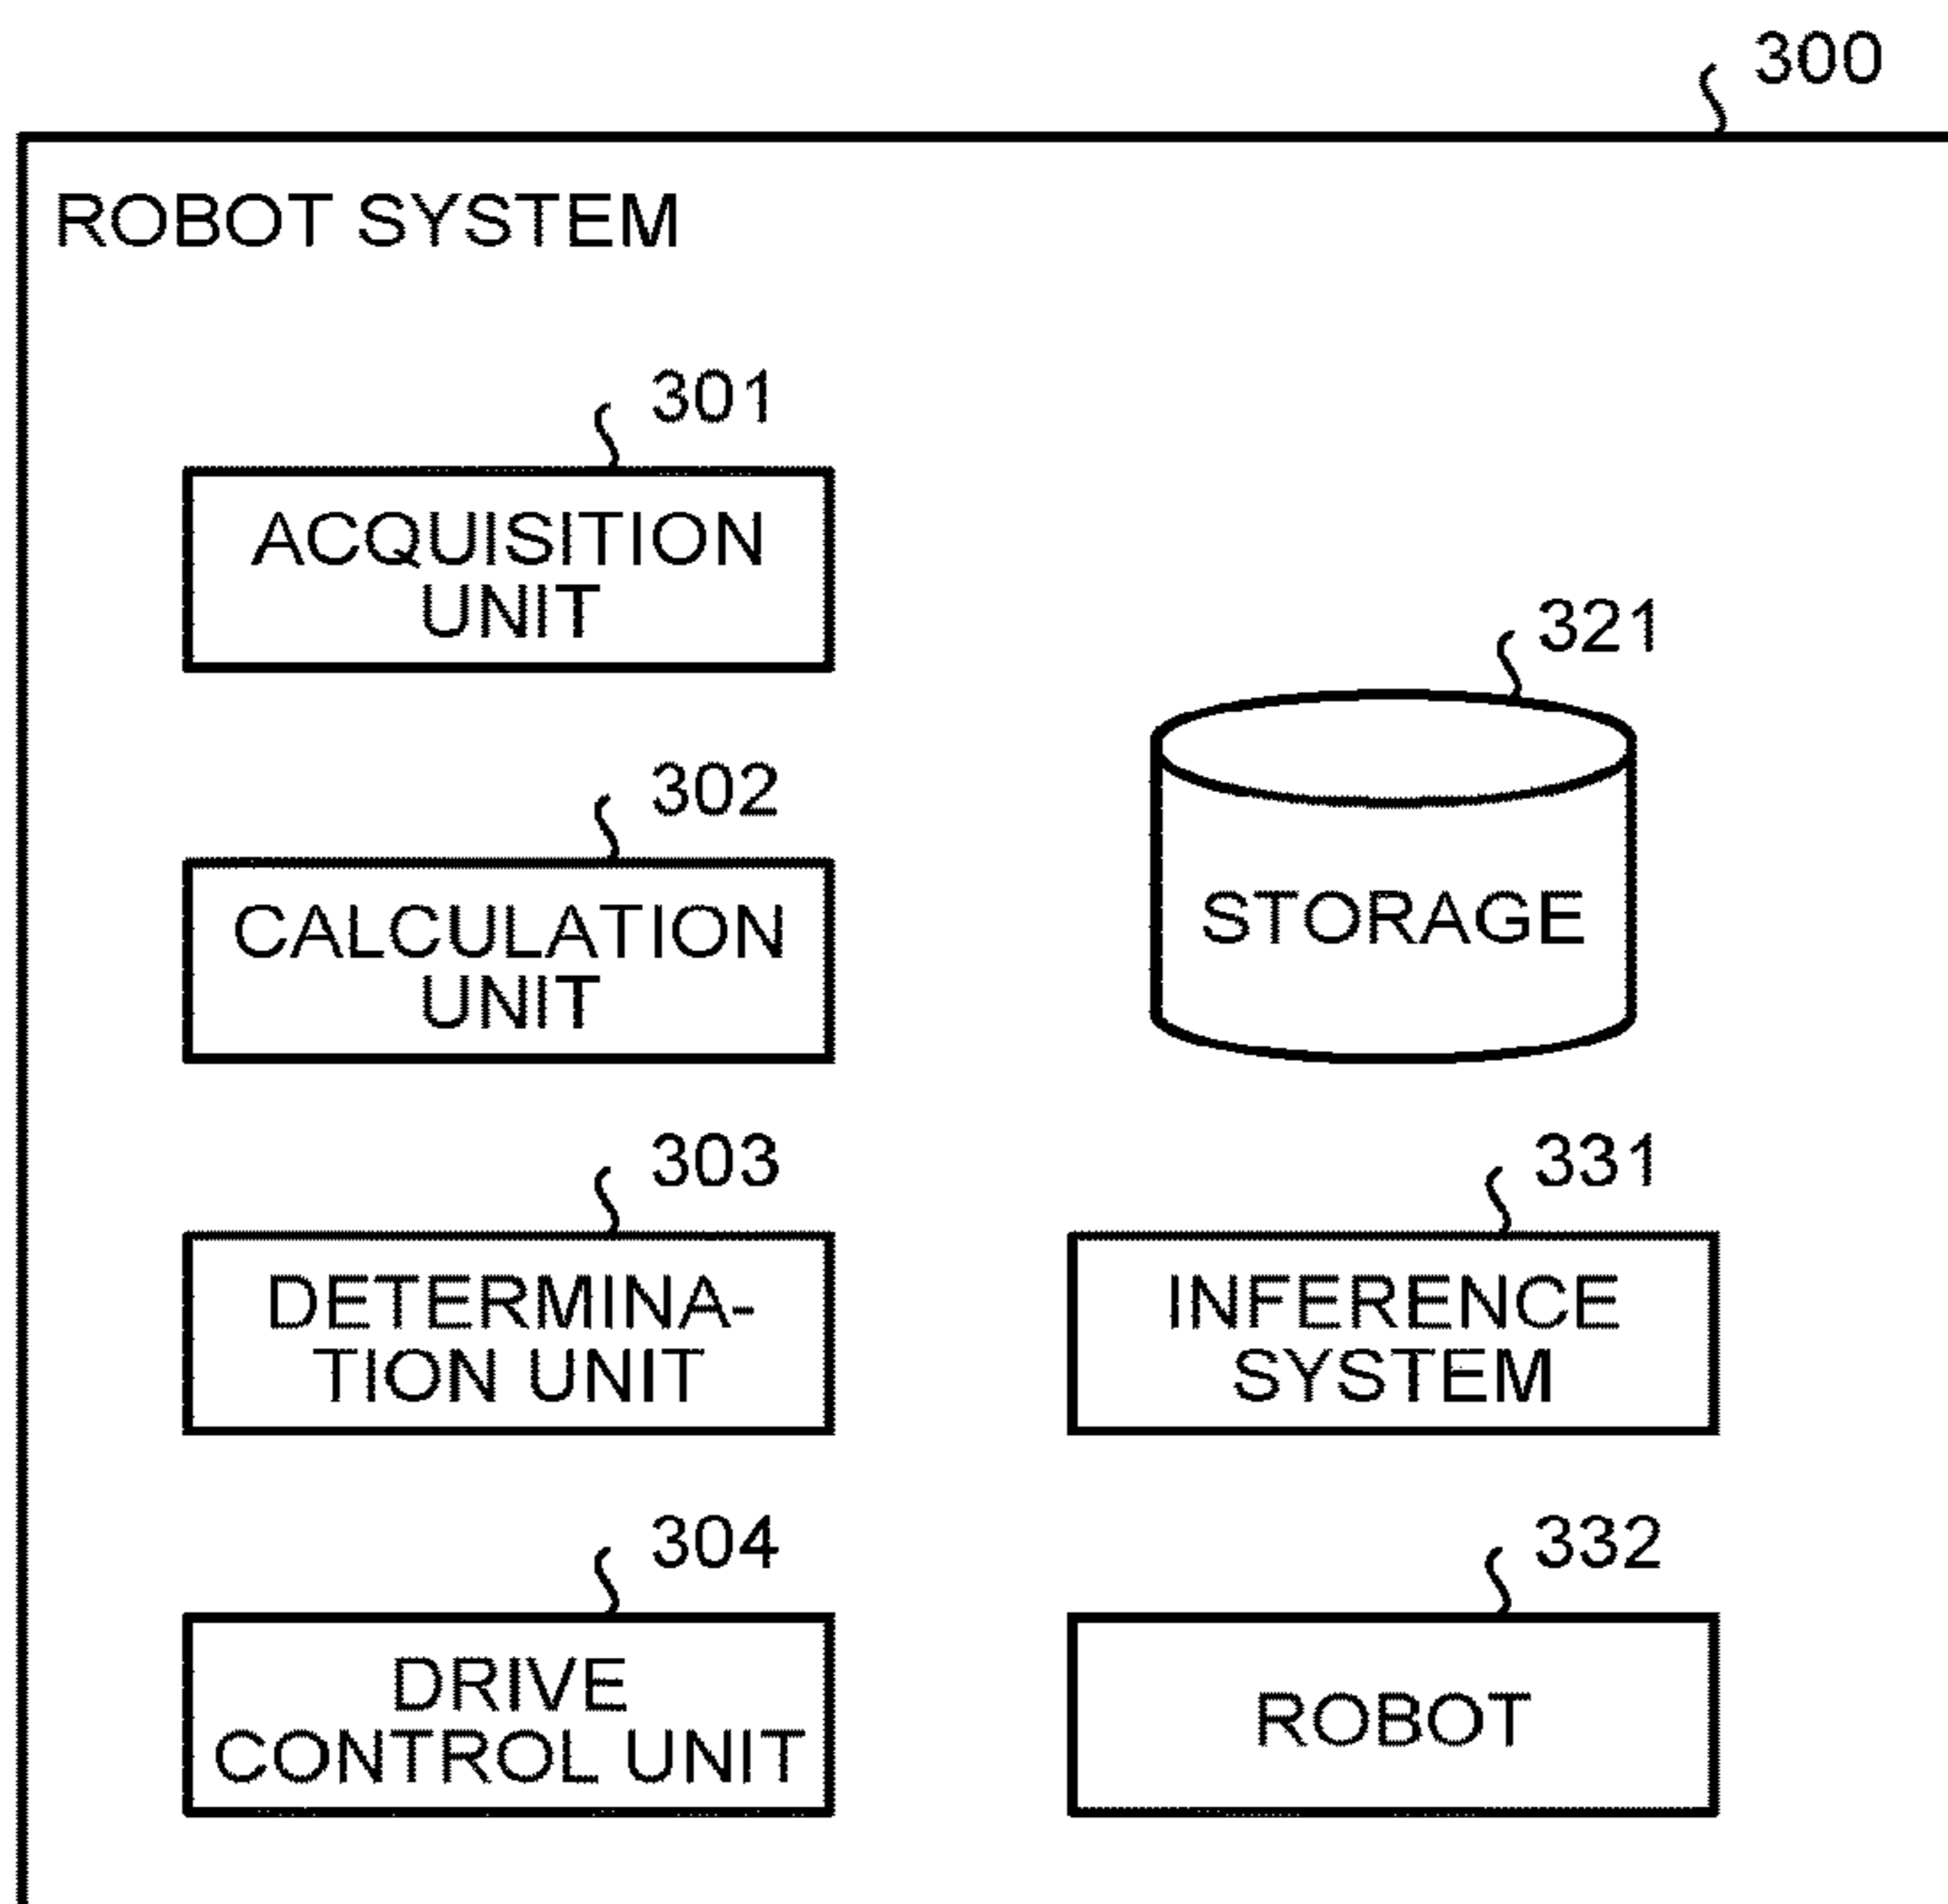 300
ROBOT SYSTEM
301
ACQUISITION
UNIT
321
STORAGE
302
CALCULATION
UNIT
303
DETERMINA-
TION UNIT
331
INFERENCE
SYSTEM
304
DRIVE
CONTROL UNIT
332
ROBOT